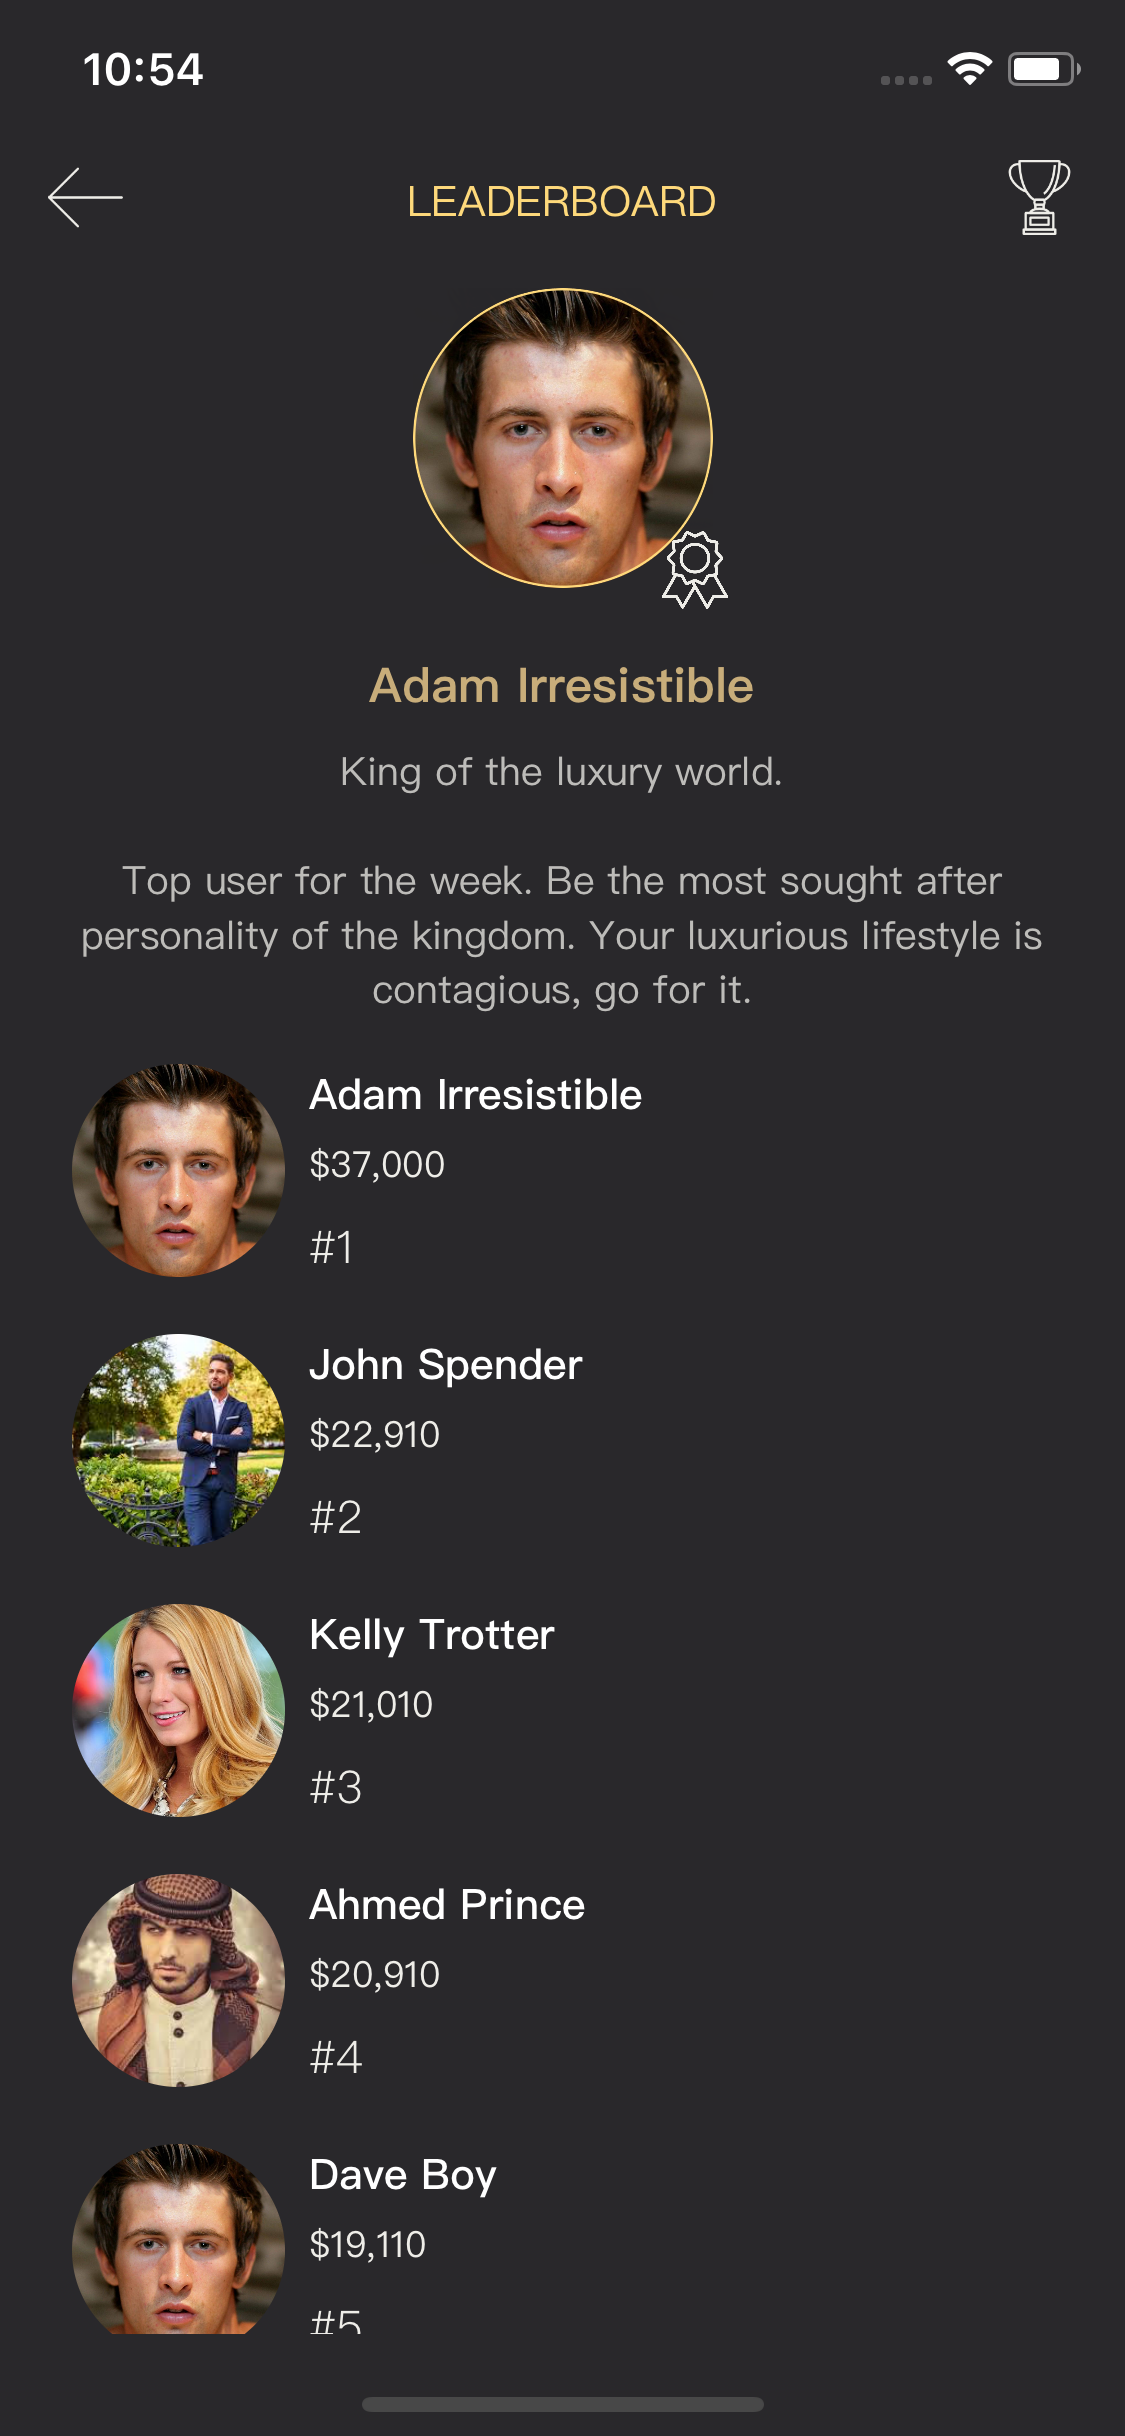 10:54
LEADERBOARD
Adam Irresistible
King of the luxury world.
Top user for the week. Be the most sought after
personality of the kingdom. Your luxurious lifestyle is
contagious, go for it.
Adam Irresistible
$37,000
#1
John Spender
$22,910
#2
Kelly Trotter
$21,010
#3
Ahmed Prince
$20,910
#4
Dave Boy
$19,110
#5